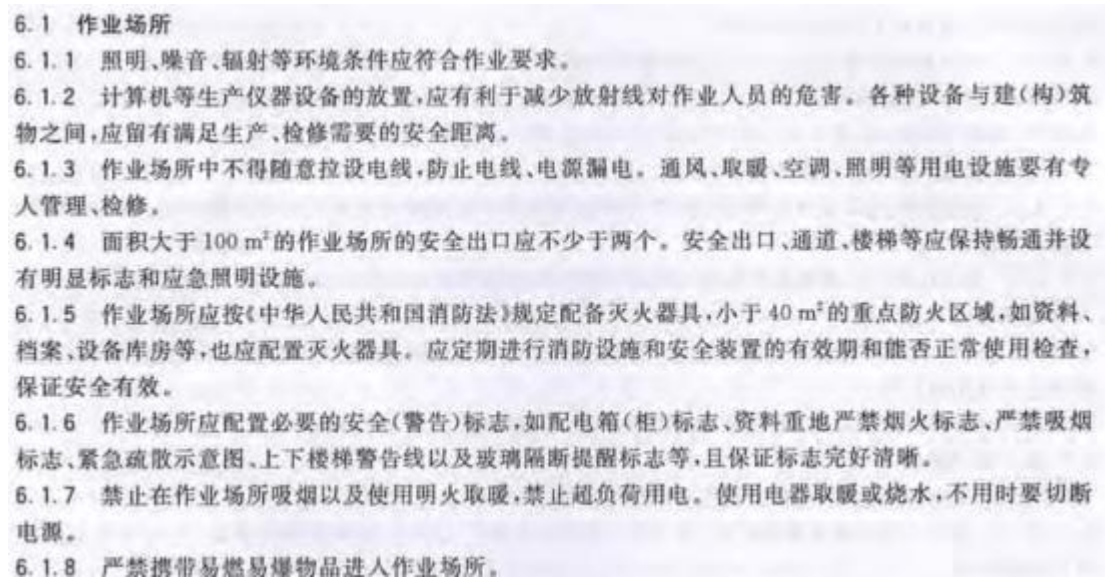 6.1 作业场所
6.1.1 照明、噪音、辐射等环境条件应符合作业要求。
6.1.2 计算机等生产仪器设备的放置,应有利于减少放射线对作业人员的危害。各种设备与建(构)筑
物之间,应留有满足生产、检修需要的安全距离。
6.1.3 作业场所中不得随意拉设电线,防止电线、电源漏电。通风、取暖、空调、照明等用电设施要有专
人管理、检修。
6.1.4 面积大于100 m²的作业场所的安全出口应不少于两个。安全出口、通道、楼梯等应保持畅通并设
有明显标志和应急照明设施。
6.1.5 作业场所应按《中华人民共和国消防法》规定配备灭火器具,小于40 m²的重点防火区域,如资料、
档案、设备库房等,也应配置灭火器具。应定期进行消防设施和安全装置的有效期和能否正常使用检查,
保证安全有效。
6.1.6 作业场所应配置必要的安全(警告)标志,如配电箱(柜)标志、资料重地严禁烟火标志、严禁吸烟
标志、紧急疏散示意图、上下楼梯警告线以及玻璃隔断提醒标志等,且保证标志完好清晰。
6.1.7 禁止在作业场所吸烟以及使用明火取暖,禁止超负荷用电。使用电器取暖或烧水,不用时要切断
电源。
6.1.8 严禁携带易燃易爆物品进入作业场所。